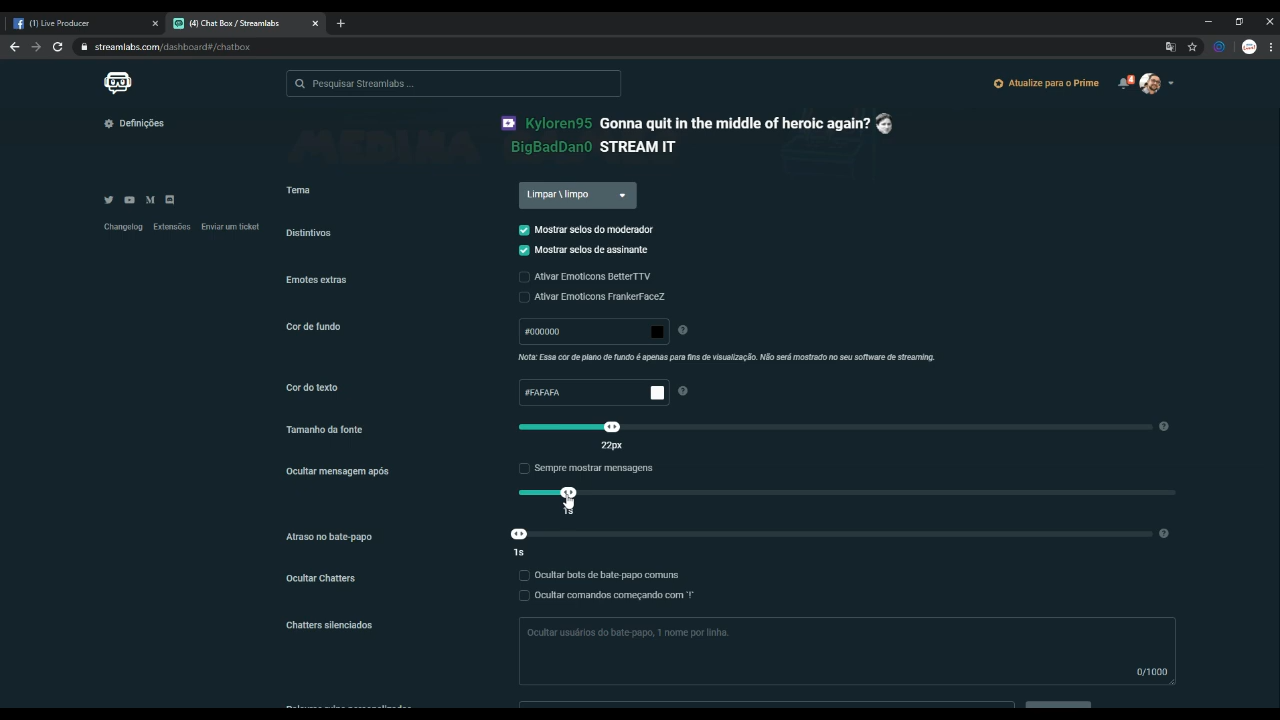 (1) Live Producer
(4) Chat Box / Streamlabs
streamlabs.com/dashboard#/chatbox
Pesquisar Streamlabs ...
Atualize para o Prime
4
Definições
Kyloren95 Gonna quit in the middle of heroic again?
BigBadDan0 STREAM IT
Tema
Limpar \ limpo
Changelog
Extensões
Enviar um ticket
Distintivos
Mostrar selos do moderador
Mostrar selos de assinante
Emotes extras
Ativar Emoticons BetterTTV
Ativar Emoticons FrankerFaceZ
Cor de fundo
#000000
Nota: Essa cor de plano de fundo é apenas para fins de visualização. Não será mostrado no seu software de streaming.
Cor do texto
#FAFAFA
Tamanho da fonte
22px
Ocultar mensagem após
Sempre mostrar mensagens
Atraso no bate-papo
1s
Ocultar Chatters
Ocultar bots de bate-papo comuns
Ocultar comandos começando com '!'
Chatters silenciados
Ocultar usuários do bate-papo, 1 nome por linha.
0/1000